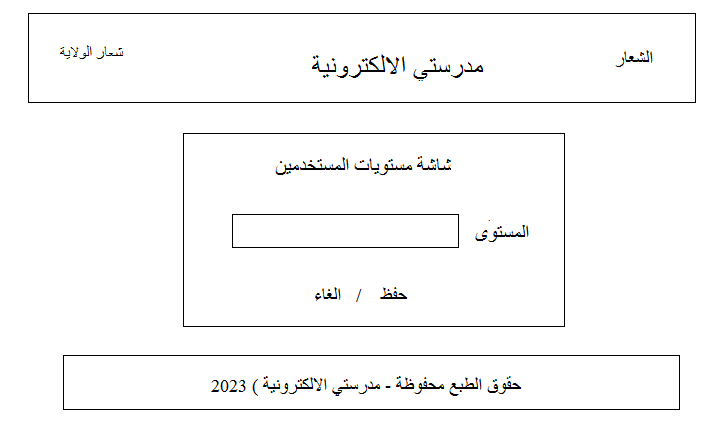 الشعار
مدرستي الالكترونية
شعار الولاية
شاشة مستويات المستخدمين
المستوى
حفظ / الغاء
حقوق الطبع محفوظة - مدرستي الالكترونية ) 2023